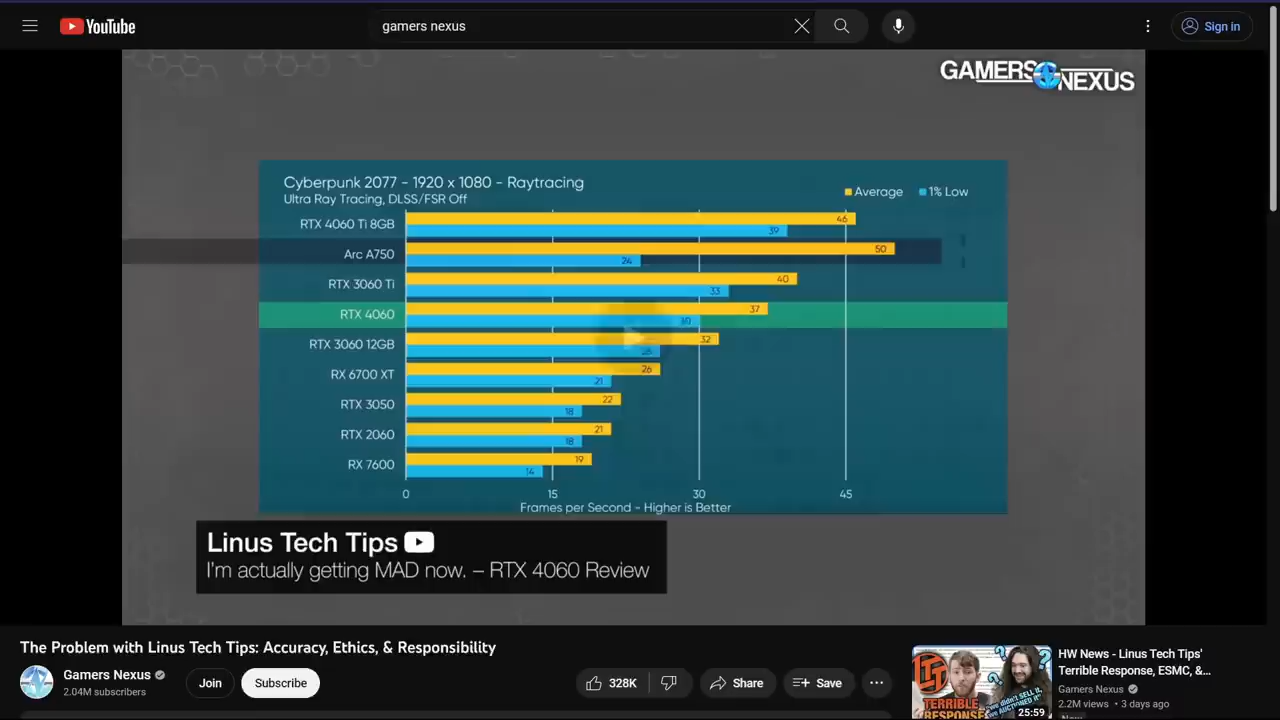 YouTube
gamers nexus
Sign in
GAMERS NEXUS
Cyberpunk 2077 - 1920 x 1080 - Raytracing
Ultra Ray Tracing, DLSS/FSR Off
Average 1% Low
RTX 4060 Ti 8GB 46
39
Arc A750 50
24
RTX 3060 Ti 40
33
RTX 4060 37
30
RTX 3060 12GB 32
26
RX 6700 XT 26
21
RTX 3050 22
18
RTX 2060 21
18
RX 7600 19
14
0 15 30 45
Frames per Second - Higher is Better
Linus Tech Tips
I'm actually getting MAD now. – RTX 4060 Review
The Problem with Linus Tech Tips: Accuracy, Ethics, & Responsibility
Gamers Nexus
2.04M subscribers
Join
Subscribe
328K
Share
Save
LTT
TERRIBLE
RESPONSE
25:59
HW News - Linus Tech Tips'
Terrible Response, ESMC, &...
Gamers Nexus
2.2M views • 3 days ago
New